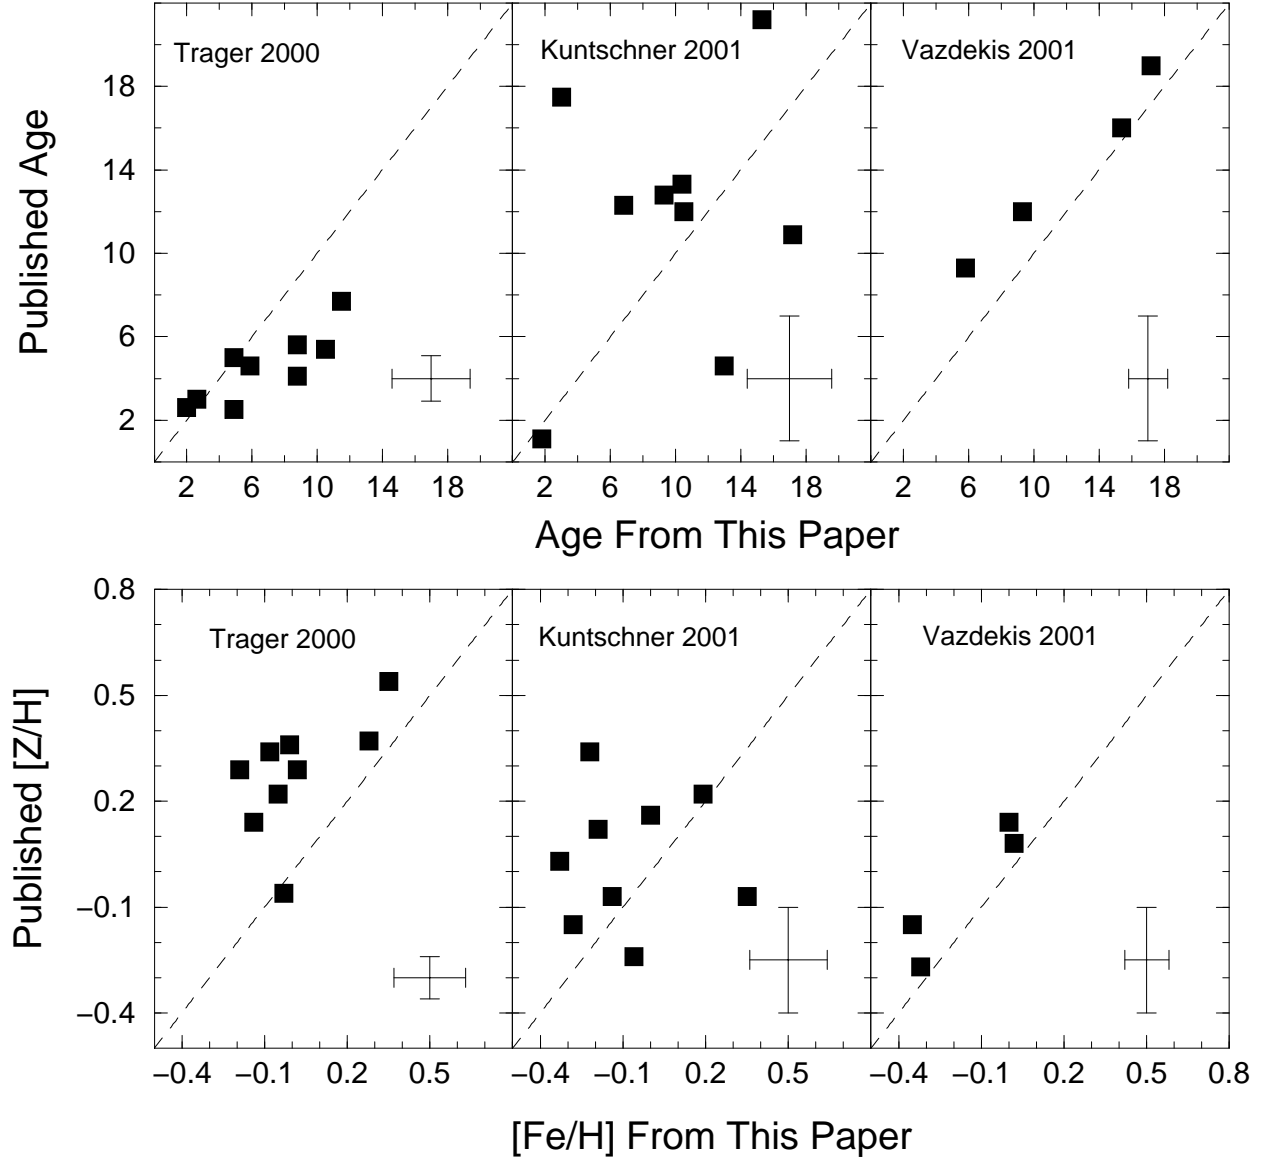 Trager 2000 Kuntschner 2001 Vazdekis 2001
18
14
10
6
2
Published Age
2 6 10 14 18 2 6 10 14 18 2 6 10 14 18
Age From This Paper
0.8
Trager 2000 Kuntschner 2001 Vazdekis 2001
0.5
0.2
−0.1
−0.4
Published [Z/H]
−0.4 −0.1 0.2 0.5 −0.4 −0.1 0.2 0.5 −0.4 −0.1 0.2 0.5 0.8
[Fe/H] From This Paper